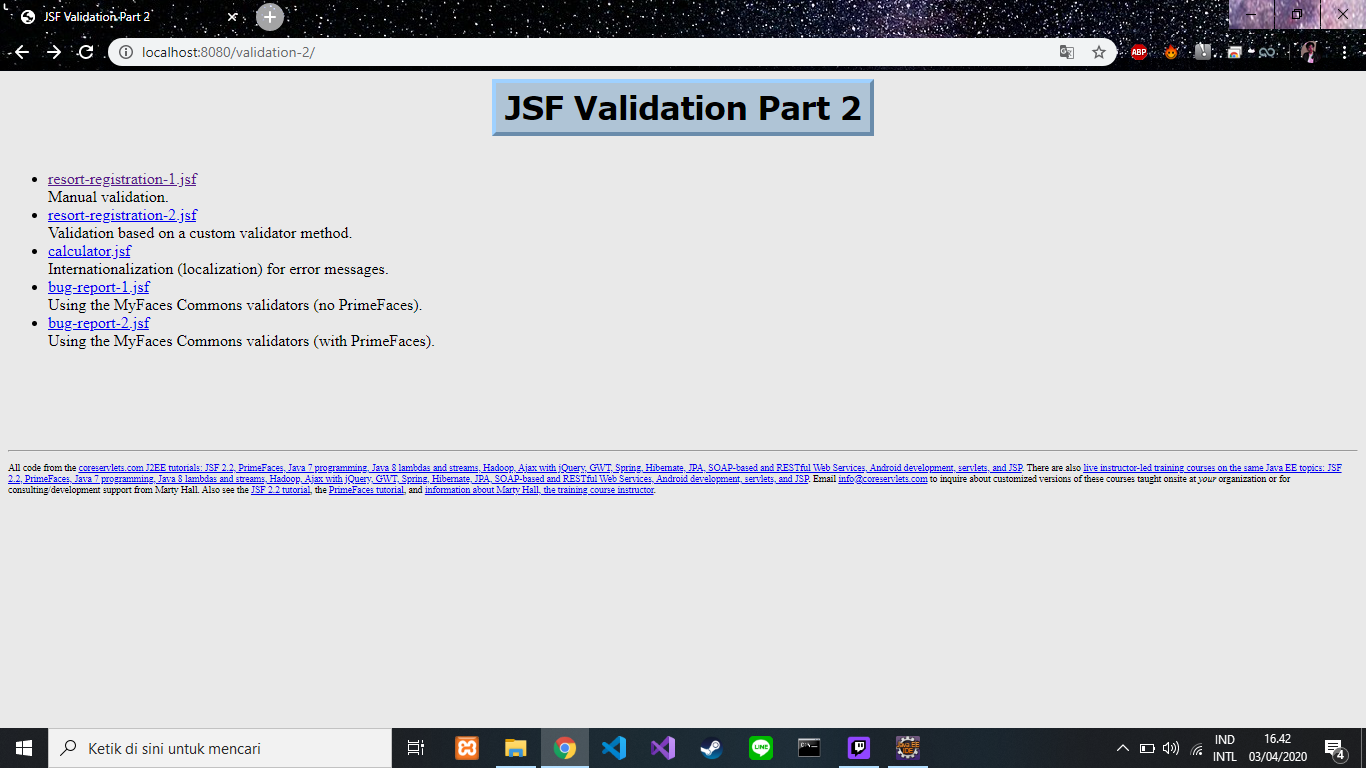 JSF Validation Part 2
localhost:8080/validation-2/
ABP
JSF Validation Part 2
resort-registration-1.jsf
Manual validation.
resort-registration-2.jsf
Validation based on a custom validator method.
calculator.jsf
Internationalization (localization) for error messages.
bug-report-1.jsf
Using the MyFaces Commons validators (no PrimeFaces).
bug-report-2.jsf
Using the MyFaces Commons validators (with PrimeFaces).
All code from the coreservlets.com J2EE tutorials: JSF 2.2, PrimeFaces, Java 7 programming, Java 8 lambdas and streams, Hadoop, Ajax with jQuery, GWT, Spring, Hibernate, JPA, SOAP-based and RESTful Web Services, Android development, servlets, and JSP. There are also live instructor-led training courses on the same Java EE topics: JSF
2.2, PrimeFaces, Java 7 programming, Java 8 lambdas and streams, Hadoop, Ajax with jQuery, GWT, Spring, Hibernate, JPA, SOAP-based and RESTful Web Services, Android development, servlets, and JSP. Email info@coreservlets.com to inquire about customized versions of these courses taught onsite at your organization or for
consulting/development support from Marty Hall. Also see the JSF 2.2 tutorial, the PrimeFaces tutorial, and information about Marty Hall, the training course instructor.
Ketik di sini untuk mencari
LINE
JAVA EE
IDE
IND
INTL
16.42
03/04/2020
4